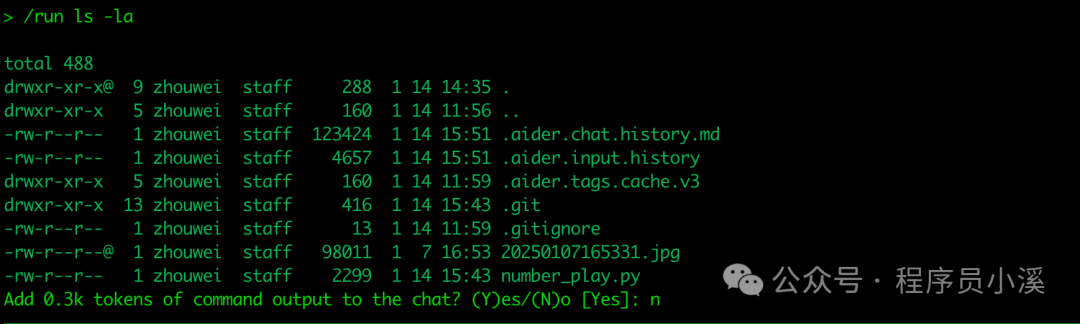 > /run ls -la
total 488
drwxr-xr-x@  9 zhouwei  staff     288  1 14 14:35 .
drwxr-xr-x   5 zhouwei  staff     160  1 14 11:56 ..
-rw-r--r--   1 zhouwei  staff  123424  1 14 15:51 .aider.chat.history.md
-rw-r--r--   1 zhouwei  staff    4657  1 14 15:51 .aider.input.history
drwxr-xr-x   5 zhouwei  staff     160  1 14 11:59 .aider.tags.cache.v3
drwxr-xr-x  13 zhouwei  staff     416  1 14 15:43 .git
-rw-r--r--   1 zhouwei  staff      13  1 14 11:59 .gitignore
-rw-r--r--@  1 zhouwei  staff   98011  1  7 16:53 20250107165331.jpg
-rw-r--r--   1 zhouwei  staff    2299  1 14 15:43 number_play.py
Add 0.3k tokens of command output to the chat? (Y)es/(N)o [Yes]: n
公众号 · 程序员小溪